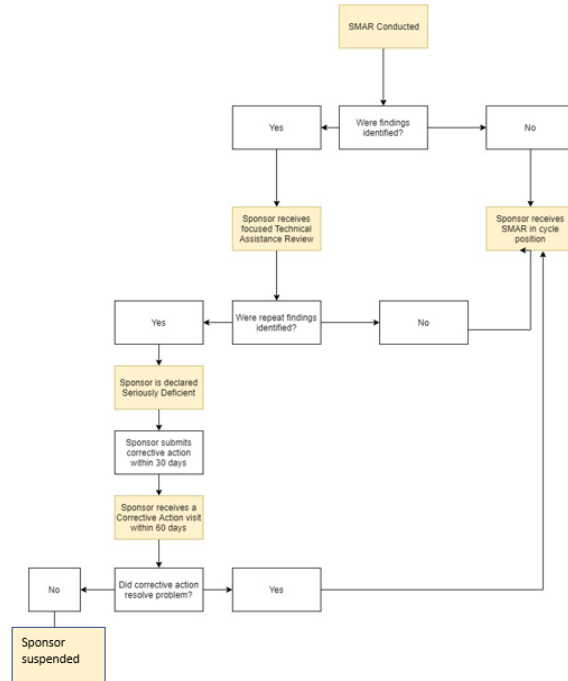 SMAR Conducted
Yes
Were findings
identified?
No
Sponsor receives
focused Technical
Assistance Review
Sponsor receives
SMAR in cycle
position
Yes
Were repeat findings
identified?
No
Sponsor is declared
Seriously Deficient
Sponsor submits
corrective action
within 30 days
Sponsor receives a
Corrective Action visit
within 60 days
No
Did corrective action
resolve problem?
Yes
Sponsor
suspended